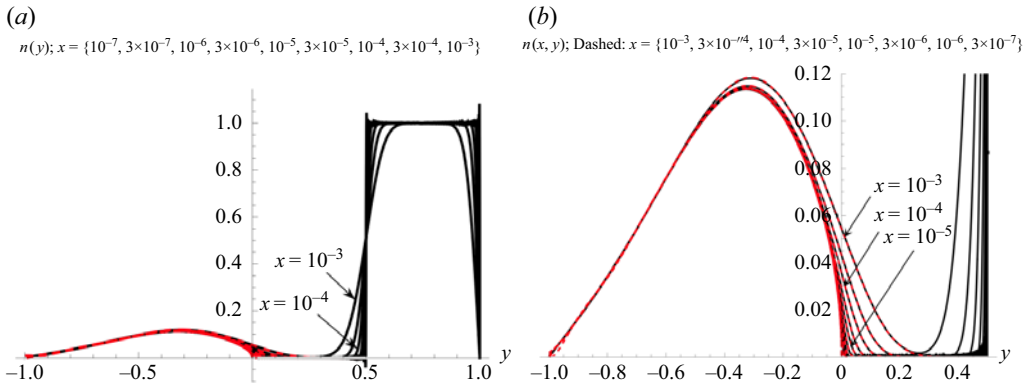 (a)
n(y); x = {10⁻⁷, 3×10⁻⁷, 10⁻⁶, 3×10⁻⁶, 10⁻⁵, 3×10⁻⁵, 10⁻⁴, 3×10⁻⁴, 10⁻³}
1.0
0.8
0.6
0.4
0.2
x = 10⁻³
x = 10⁻⁴
−1.0 −0.5 0 0.5 1.0 y
(b)
n(x, y); Dashed: x = {10⁻³, 3×10⁻″⁴, 10⁻⁴, 3×10⁻⁵, 10⁻⁵, 3×10⁻⁶, 10⁻⁶, 3×10⁻⁷}
0.12
0.10
0.08
0.06
0.04
0.02
x = 10⁻³
x = 10⁻⁴
x = 10⁻⁵
−1.0 −0.8 −0.6 −0.4 −0.2 0 0.2 0.4 y